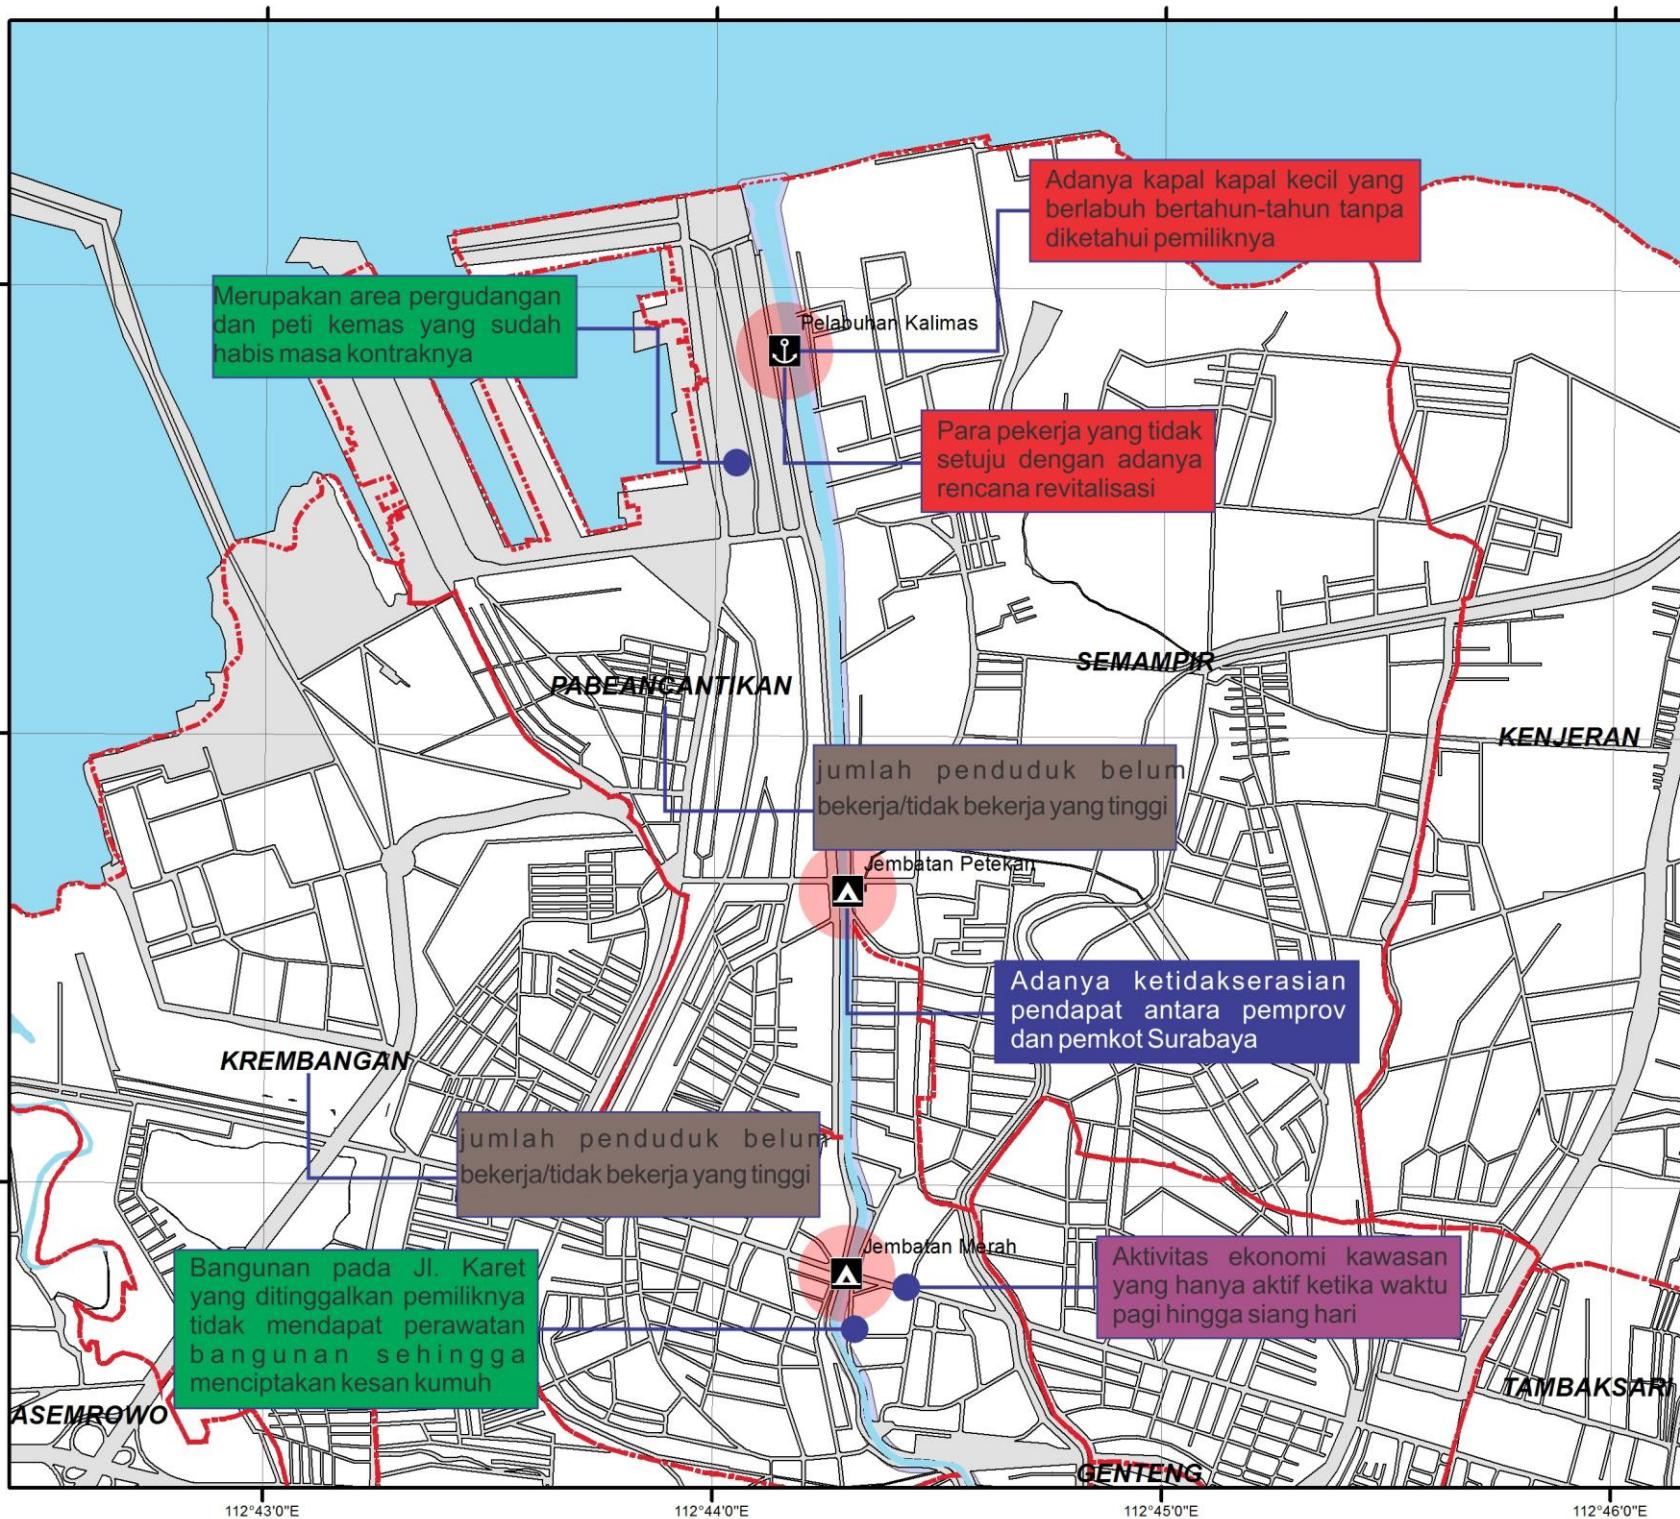 Adanya kapal kapal kecil yang
berlabuh bertahun-tahun tanpa
diketahui pemiliknya
Merupakan area pergudangan
dan peti kemas yang sudah
habis masa kontraknya
Pelabuhan Kalimas
Para pekerja yang tidak
setuju dengan adanya
rencana revitalisasi
SEMAMPIR
PABEANCANTIKAN
KENJERAN
jumlah penduduk belum
bekerja/tidak bekerja yang tinggi
Jembatan Petekan
Adanya ketidakserasian
pendapat antara pemprov
dan pemkot Surabaya
KREMBANGAN
jumlah penduduk belum
bekerja/tidak bekerja yang tinggi
Jembatan Merah
Aktivitas ekonomi kawasan
yang hanya aktif ketika waktu
pagi hingga siang hari
Bangunan pada Jl. Karet
yang ditinggalkan pemiliknya
tidak mendapat perawatan
bangunan sehingga
menciptakan kesan kumuh
TAMBAKSARI
ASEMROWO
GENTENG
112°43'0"E
112°44'0"E
112°45'0"E
112°46'0"E